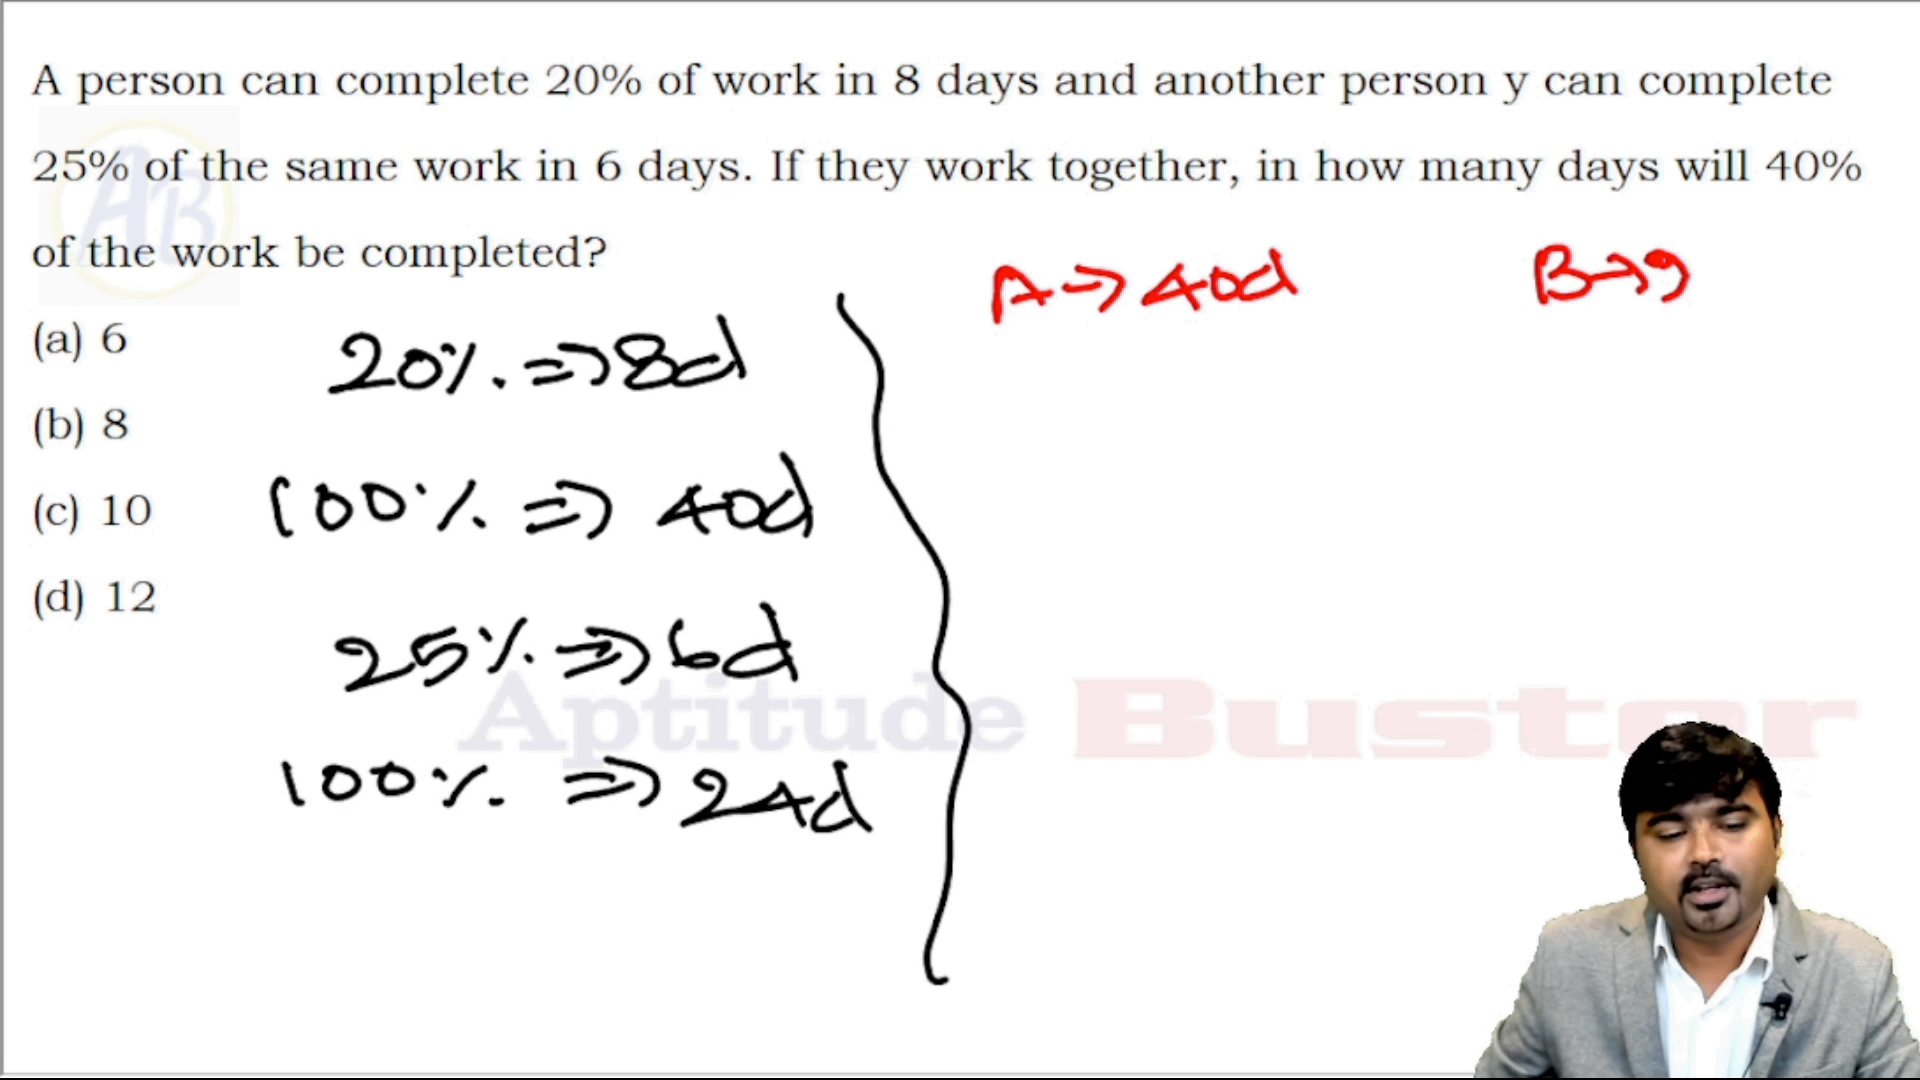 A person can complete 20% of work in 8 days and another person y can complete
25% of the same work in 6 days. If they work together, in how many days will 40%
of the work be completed?
A => 40d
B ->
(a) 6
20% . => 8d
(b) 8
(c) 10
100% => 40d
(d) 12
25% => 6d
100% => 24d
AB
Aptitude Buster